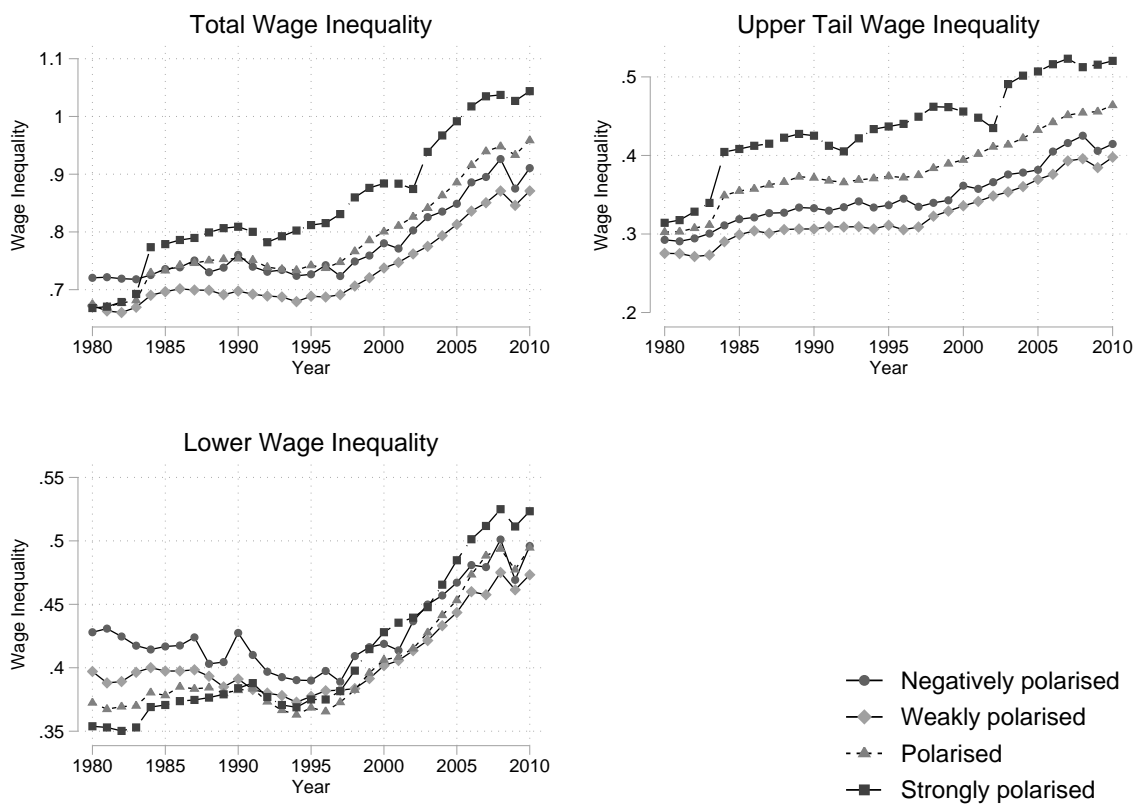 Total Wage Inequality
Wage Inequality
1.1
1
.9
.8
.7
1980 1985 1990 1995 2000 2005 2010
Year
Upper Tail Wage Inequality
Wage Inequality
.5
.4
.3
.2
1980 1985 1990 1995 2000 2005 2010
Year
Lower Wage Inequality
Wage Inequality
.55
.5
.45
.4
.35
1980 1985 1990 1995 2000 2005 2010
Year
Negatively polarised
Weakly polarised
Polarised
Strongly polarised